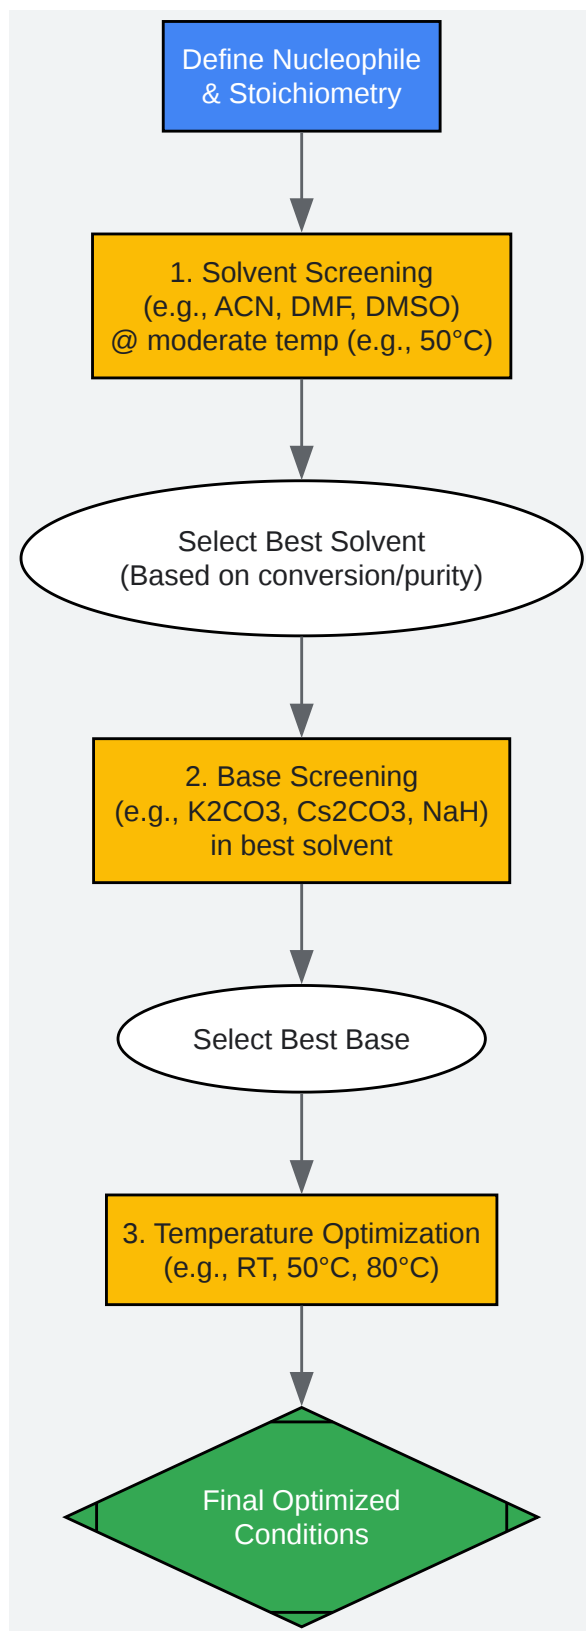 Define Nucleophile
& Stoichiometry
1. Solvent Screening
(e.g., ACN, DMF, DMSO)
@ moderate temp (e.g., 50°C)
Select Best Solvent
(Based on conversion/purity)
2. Base Screening
(e.g., K2CO3, Cs2CO3, NaH)
in best solvent
Select Best Base
3. Temperature Optimization
(e.g., RT, 50°C, 80°C)
Final Optimized
Conditions